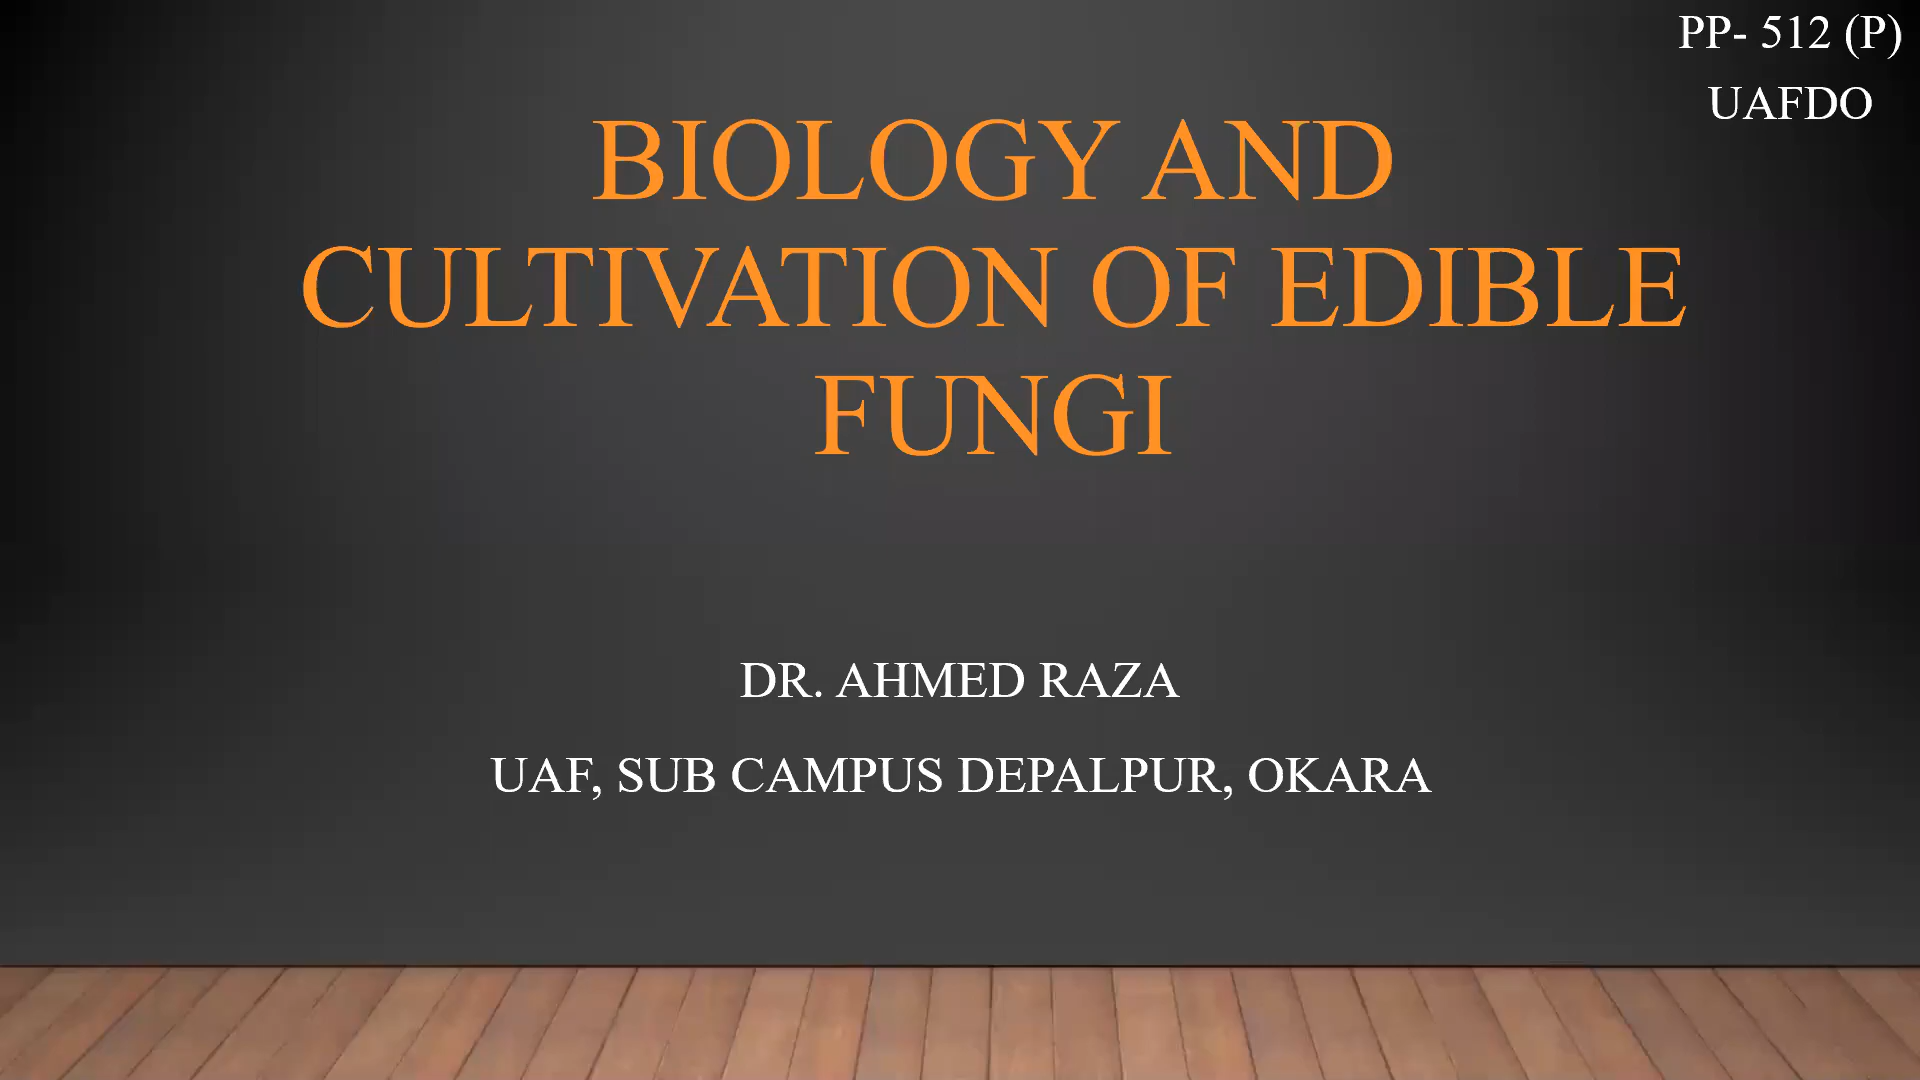 PP- 512 (P)
UAFDO
BIOLOGY AND
CULTIVATION OF EDIBLE
FUNGI
DR. AHMED RAZA
UAF, SUB CAMPUS DEPALPUR, OKARA